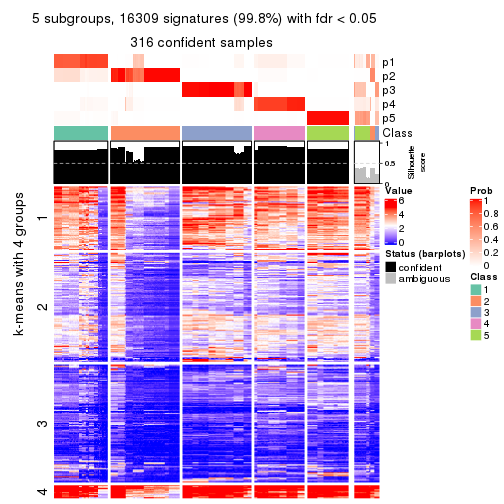 5 subgroups, 16309 signatures (99.8%) with fdr < 0.05
316 confident samples
p1
p2
p3
p4
p5
Class
1
0.5
0
Silhouette
score
k-means with 4 groups
1
2
3
4
Value
6
4
2
0
Status (barplots)
confident
ambiguous
Prob
1
0.8
0.6
0.4
0.2
0
Class
1
2
3
4
5